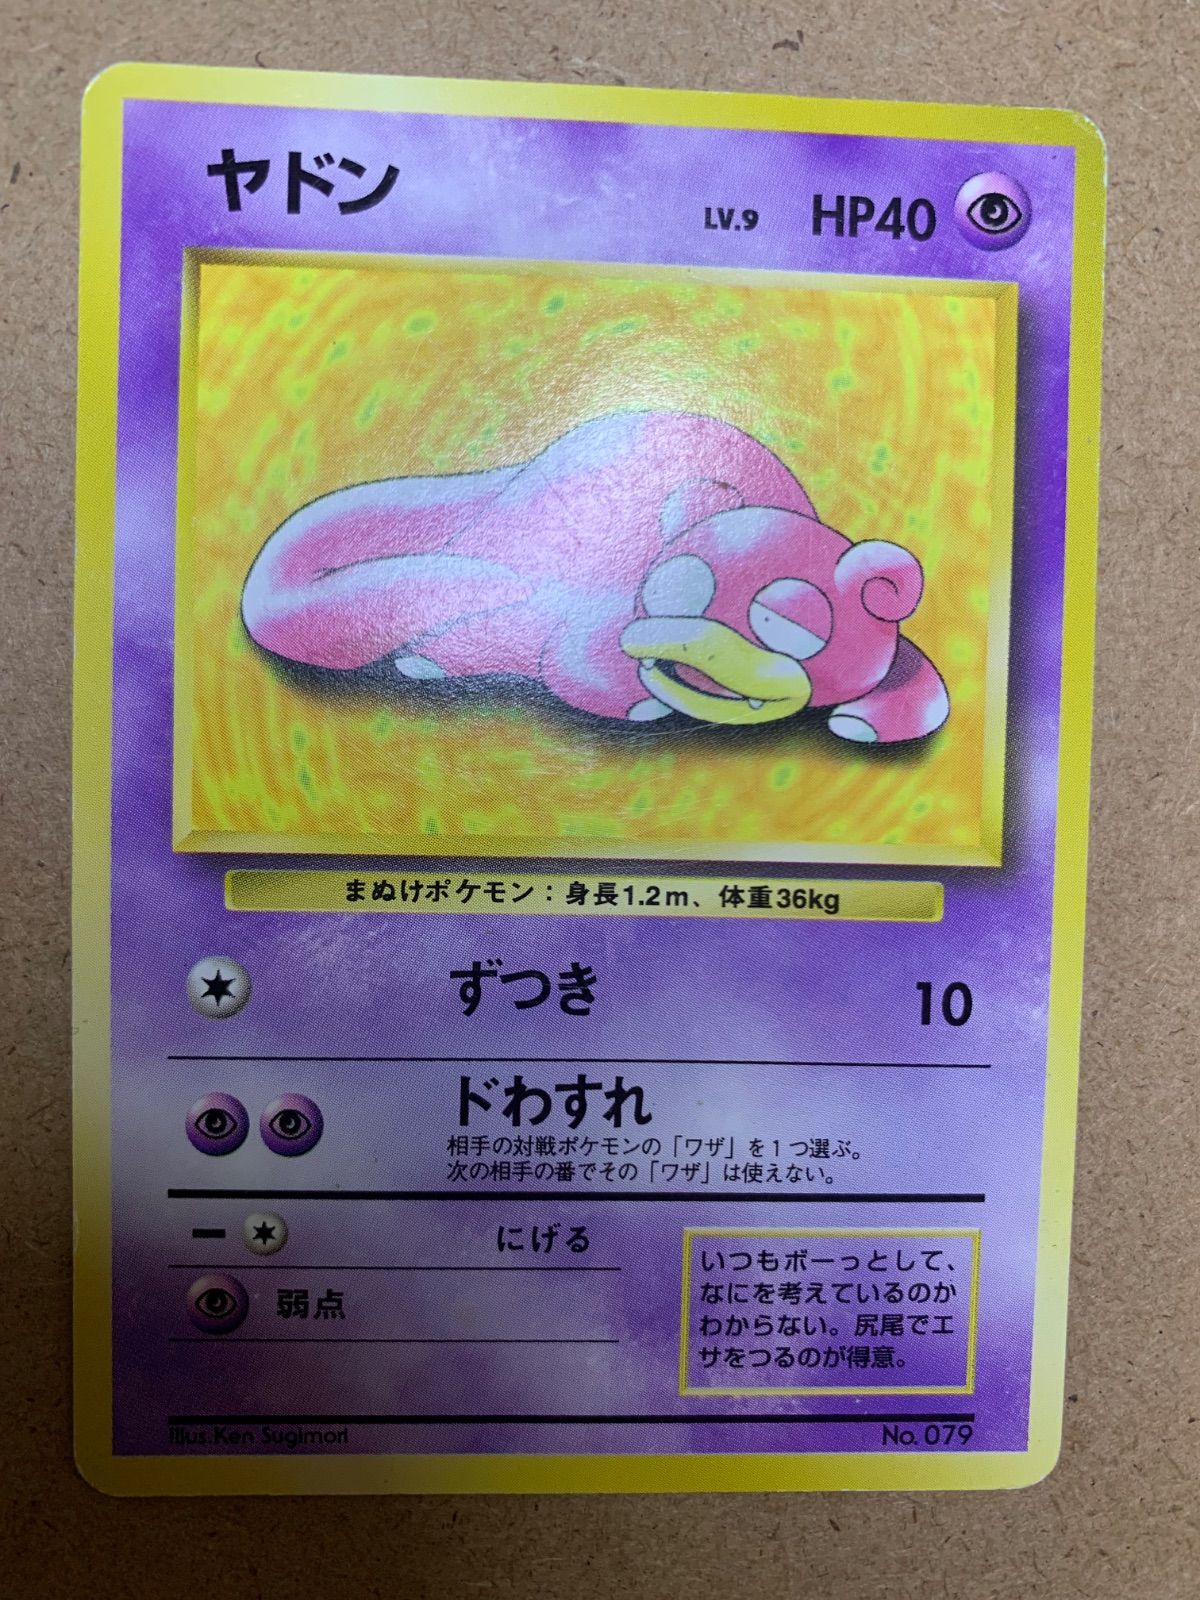 ヤドン
LV.9 HP40
まぬけポケモン：身長1.2m、体重36kg
ずつき 10
ドわすれ
相手の対戦ポケモンの「ワザ」を1つ選ぶ。
次の相手の番でその「ワザ」は使えない。
にげる
弱点
いつもボーっとして、
なにを考えているのか
わからない。尻尾でエ
サをつるのが得意。
Illus. Ken Sugimori
No. 079